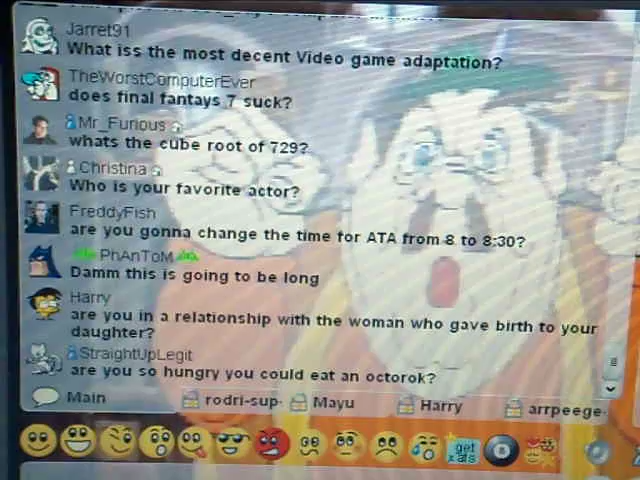 Jarret91
What iss the most decent Video game adaptation?
TheWorstComputerEver
does final fantays 7 suck?
Mr_Furious
whats the cube root of 729?
Christina
Who is your favorite actor?
FreddyFish
are you gonna change the time for ATA from 8 to 8:30?
PhAnToM
Damm this is going to be long
Harry
are you in a relationship with the woman who gave birth to your
daughter?
StraightUpLegit
are you so hungry you could eat an octorok?
Main rodri-sup- Mayu Harry arrpeege-
get
xats
8